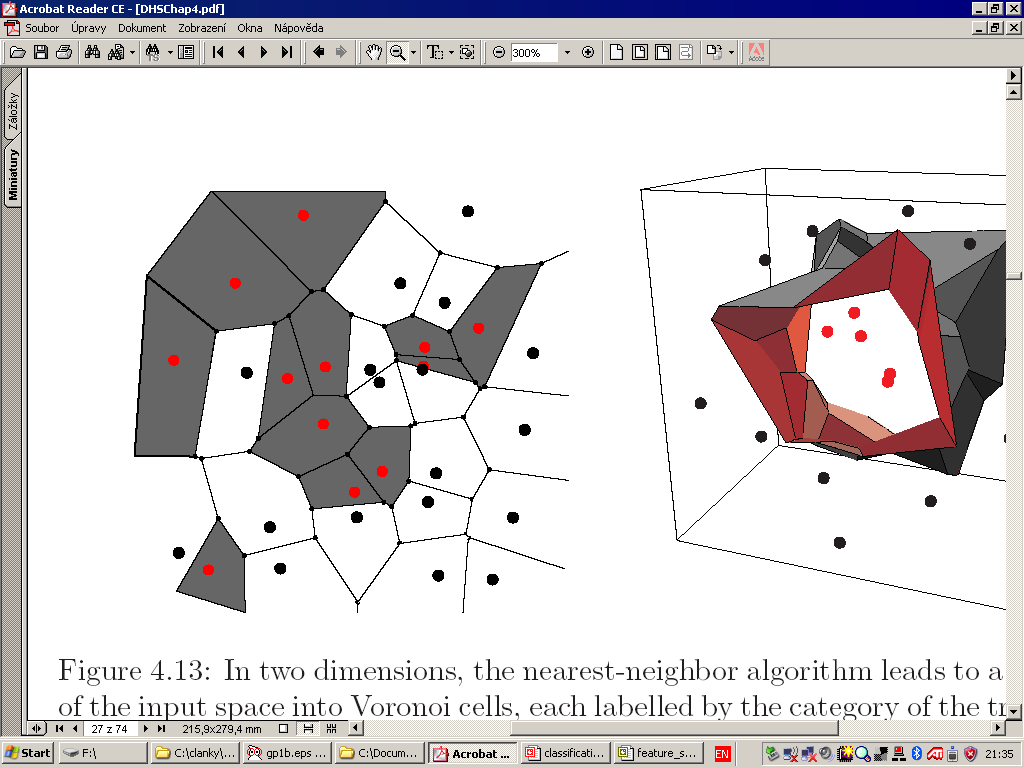 Acrobat Reader CE - [DHSChap4.pdf]
Soubor Úpravy Dokument Zobrazení Okna Nápověda
300%
Adobe
Záložky
Miniatury
Figure 4.13: In two dimensions, the nearest-neighbor algorithm leads to a
of the input space into Voronoi cells, each labelled by the category of the tr
27 z 74 215,9x279,4 mm
Start F:\ C:\clanky\... gp1b.eps ... C:\Docum... Acrobat ... classificati... feature_s... EN 21:35